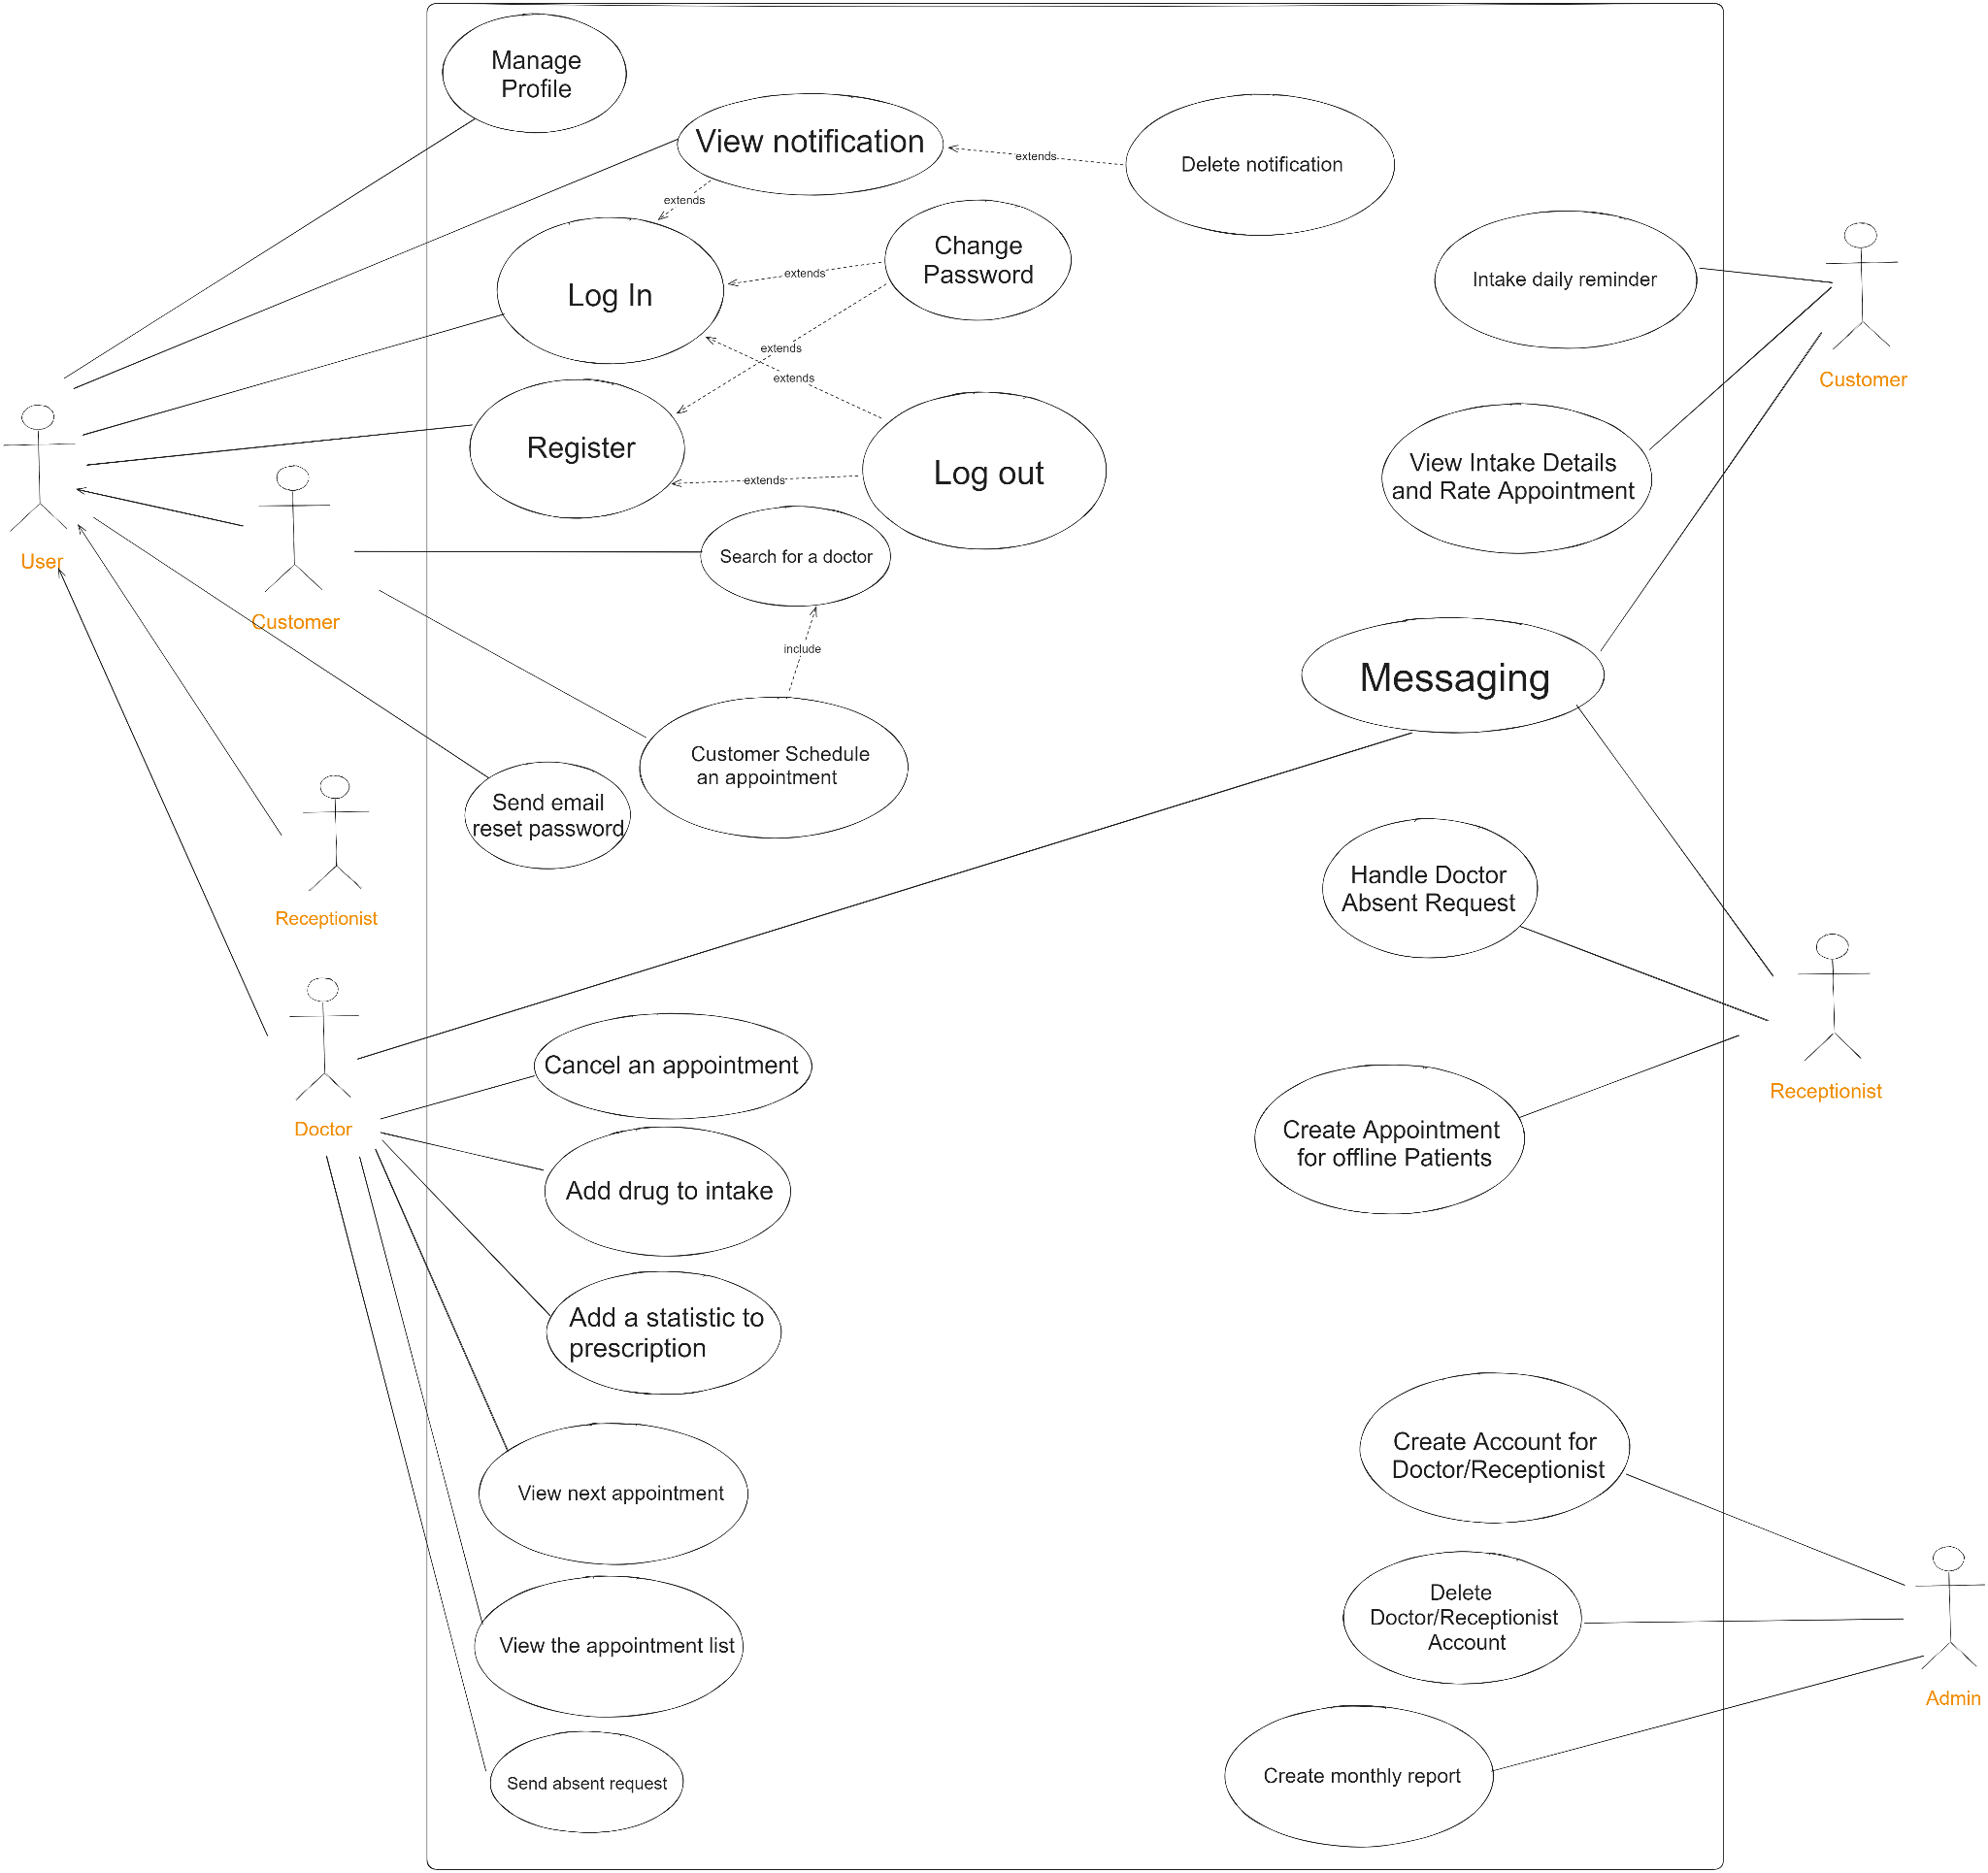 Manage
Profile
View notification
extends
Delete notification
extends
Change
Password
Log In
extends
Intake daily reminder
Customer
extends
extends
Register
Log out
extends
View Intake Details
and Rate Appointment
User
Search for a doctor
Customer
include
Messaging
Customer Schedule
an appointment
Send email
reset password
Handle Doctor
Absent Request
Receptionist
Cancel an appointment
Receptionist
Doctor
Create Appointment
for offline Patients
Add drug to intake
Add a statistic to
prescription
Create Account for
Doctor/Receptionist
View next appointment
Delete
Doctor/Receptionist
Account
View the appointment list
Admin
Send absent request
Create monthly report